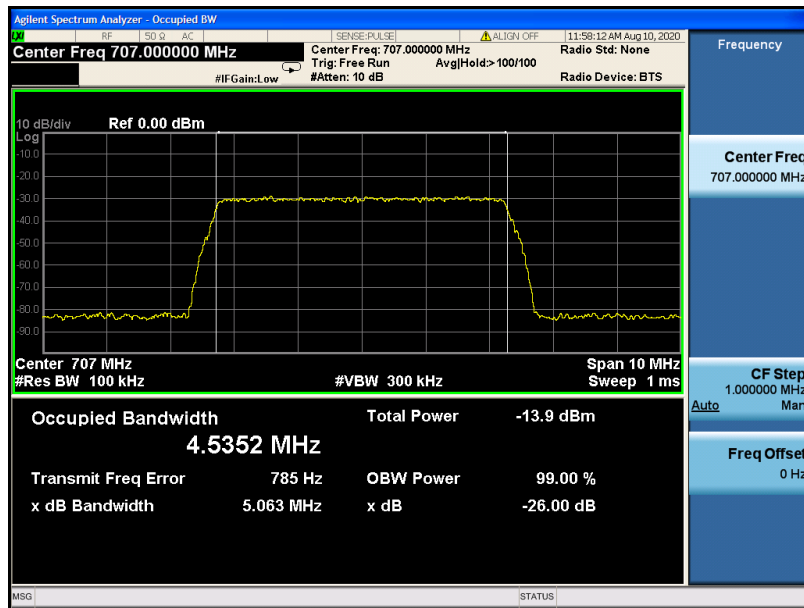 Agilent Spectrum Analyzer - Occupied BW
LXI RF 50 Ω AC SENSE:PULSE ALIGN OFF 11:58:12 AM Aug 10, 2020
Center Freq 707.000000 MHz
Center Freq: 707.000000 MHz Radio Std: None
Trig: Free Run Avg|Hold:>100/100
#IFGain:Low #Atten: 10 dB Radio Device: BTS
10 dB/div Ref 0.00 dBm
Log
-10.0
-20.0
-30.0
-40.0
-50.0
-60.0
-70.0
-80.0
-90.0
Center 707 MHz Span 10 MHz
#Res BW 100 kHz #VBW 300 kHz Sweep 1 ms
Occupied Bandwidth Total Power -13.9 dBm
4.5352 MHz
Transmit Freq Error 785 Hz OBW Power 99.00 %
x dB Bandwidth 5.063 MHz x dB -26.00 dB
MSG STATUS
Frequency
Center Freq
707.000000 MHz
CF Step
1.000000 MHz
Auto Man
Freq Offset
0 Hz